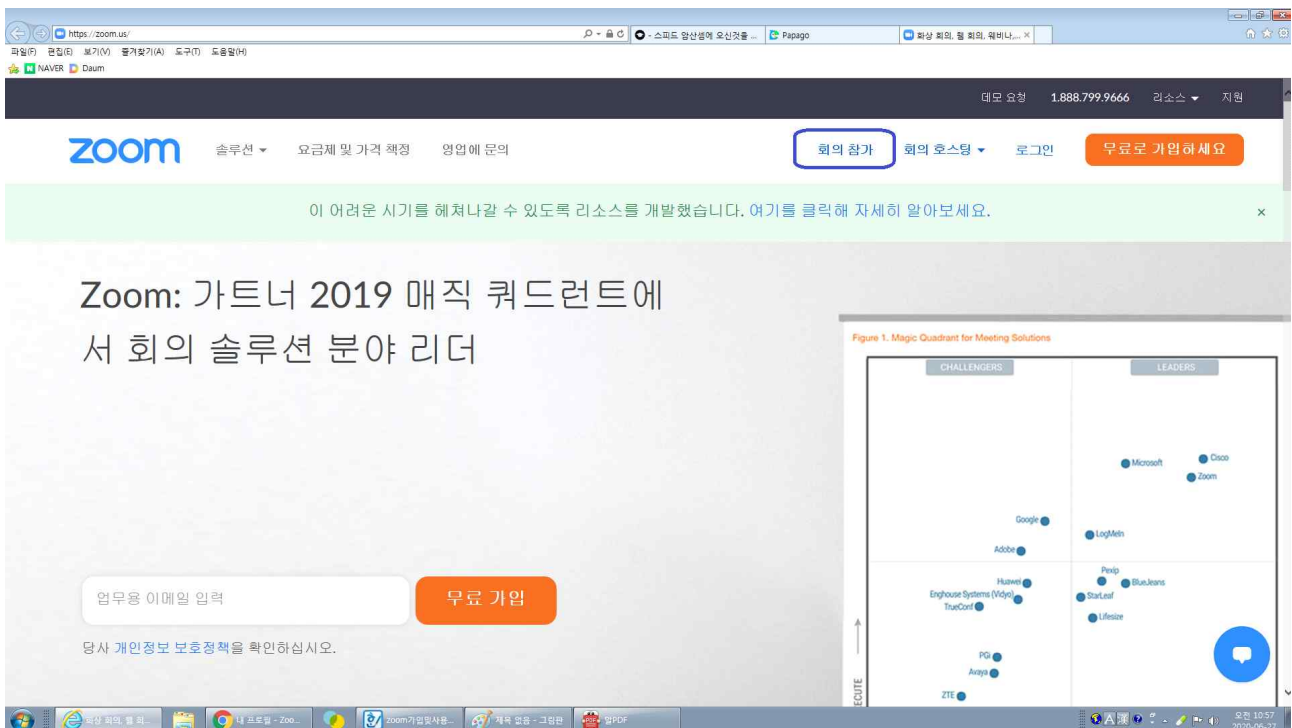 https://zoom.us/
- 스피드 암산셈에 오신것을 ...
Papago
화상 회의, 웹 회의, 웨비나,...
파일(F) 편집(E) 보기(V) 즐겨찾기(A) 도구(T) 도움말(H)
NAVER Daum
데모 요청 1.888.799.9666 리소스 지원
zoom 솔루션 요금제 및 가격 책정 영업에 문의 회의 참가 회의 호스팅 로그인 무료로 가입하세요
이 어려운 시기를 헤쳐나갈 수 있도록 리소스를 개발했습니다. 여기를 클릭해 자세히 알아보세요.
Zoom: 가트너 2019 매직 쿼드런트에
서 회의 솔루션 분야 리더
Figure 1. Magic Quadrant for Meeting Solutions
CHALLENGERS LEADERS
Cisco
Microsoft
Zoom
Google
LogMeIn
Adobe
Pexip
Huawei BlueJeans
Enghouse Systems (Vidyo) StarLeaf
TrueConf
Lifesize
PGi
Avaya
ZTE
ECUTE
업무용 이메일 입력 무료 가입
당사 개인정보 보호정책을 확인하십시오.
화상 회의, 웹 회... 내 프로필 - Zoo... zoom가입및사용... 제목 없음 - 그림판 알PDF
A 漢 오전 10:57
2020-06-27